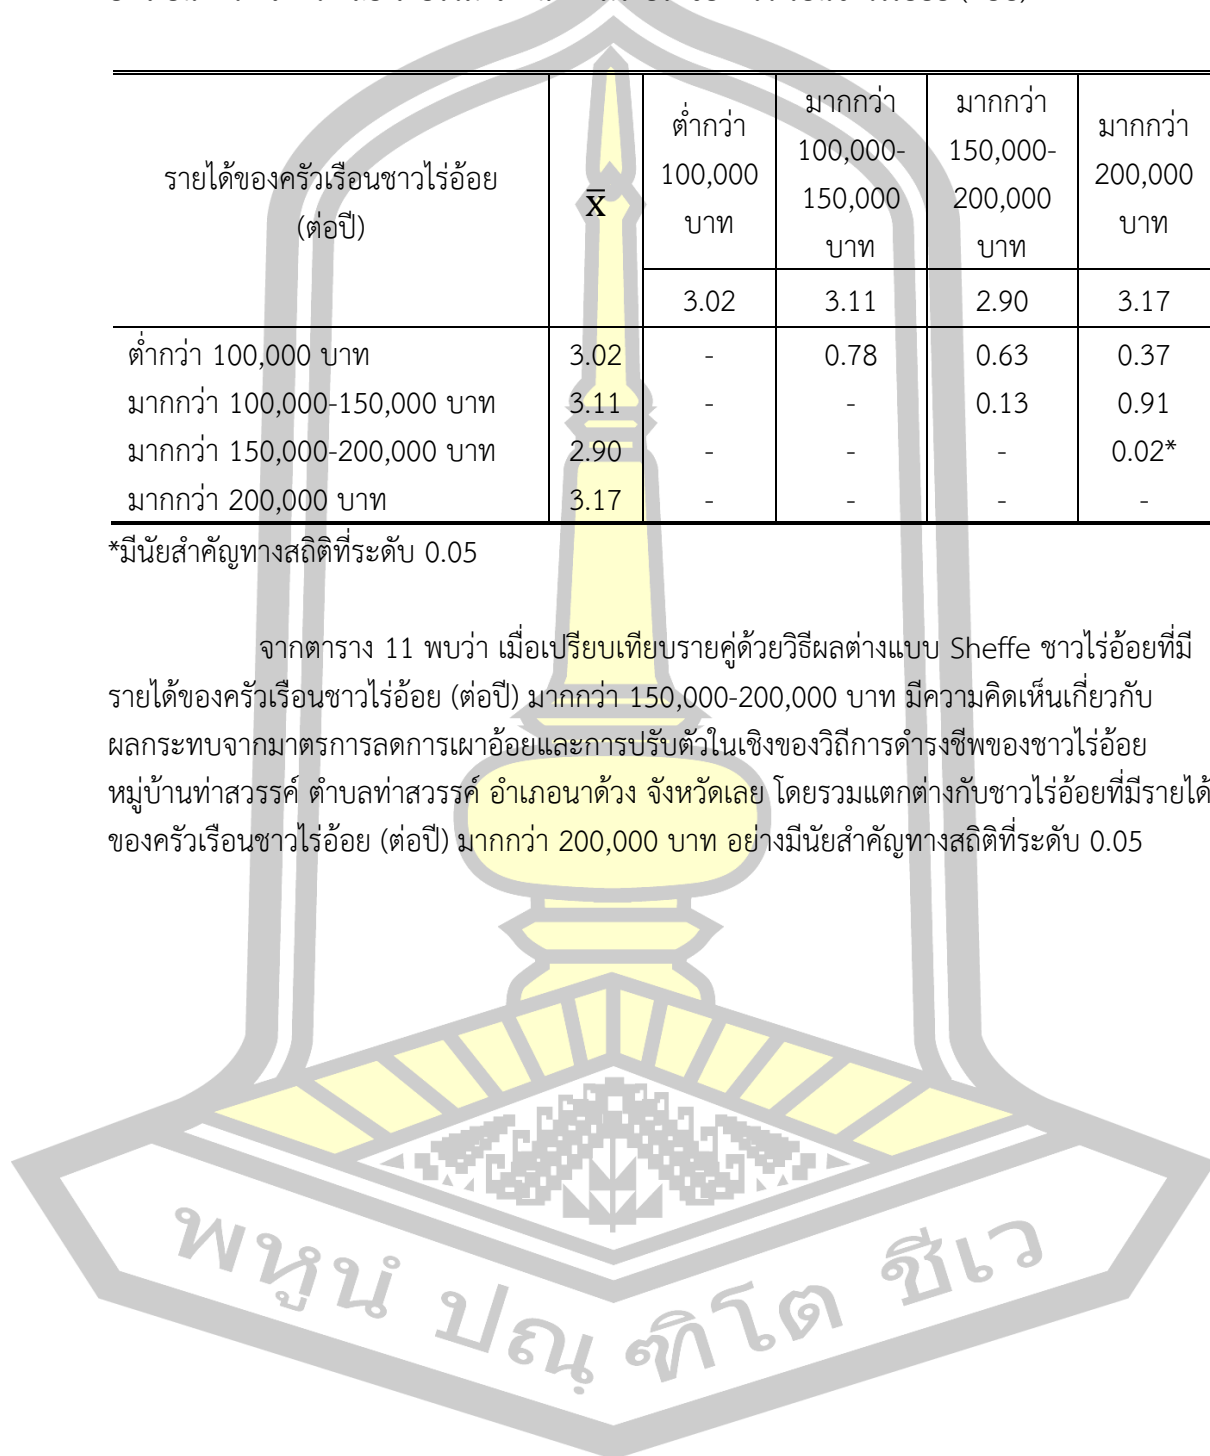 รายได้ของครัวเรือนชาวไร่อ้อย
(ต่อปี)
x̄
ต่ำกว่า
100,000
บาท
มากกว่า
100,000-
150,000
บาท
มากกว่า
150,000-
200,000
บาท
มากกว่า
200,000
บาท
3.02 3.11 2.90 3.17
ต่ำกว่า 100,000 บาท 3.02 - 0.78 0.63 0.37
มากกว่า 100,000-150,000 บาท 3.11 - - 0.13 0.91
มากกว่า 150,000-200,000 บาท 2.90 - - - 0.02*
มากกว่า 200,000 บาท 3.17 - - - -
*มีนัยสำคัญทางสถิติที่ระดับ 0.05
จากตาราง 11 พบว่า เมื่อเปรียบเทียบรายคู่ด้วยวิธีผลต่างแบบ Sheffe ชาวไร่อ้อยที่มี
รายได้ของครัวเรือนชาวไร่อ้อย (ต่อปี) มากกว่า 150,000-200,000 บาท มีความคิดเห็นเกี่ยวกับ
ผลกระทบจากมาตรการลดการเผาอ้อยและการปรับตัวในเชิงของวิถีการดำรงชีพของชาวไร่อ้อย
หมู่บ้านท่าสวรรค์ ตำบลท่าสวรรค์ อำเภอนาด้วง จังหวัดเลย โดยรวมแตกต่างกับชาวไร่อ้อยที่มีรายได้
ของครัวเรือนชาวไร่อ้อย (ต่อปี) มากกว่า 200,000 บาท อย่างมีนัยสำคัญทางสถิติที่ระดับ 0.05
พหูนํ ปณฺฑิโต ชีเว